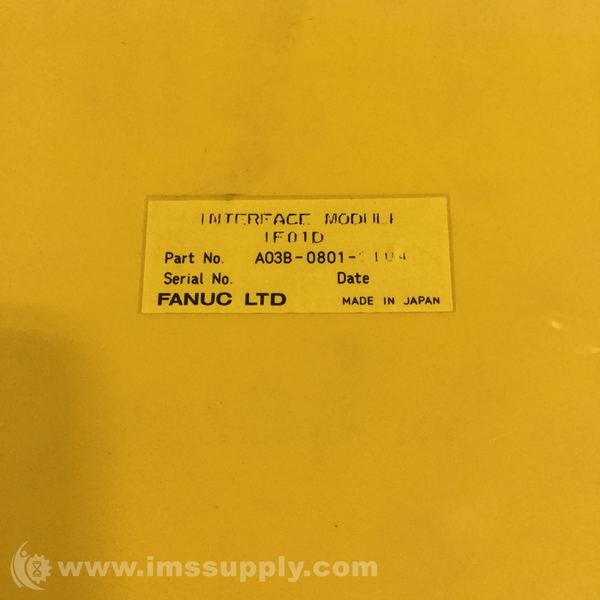 INTERFACE MODULE
IF01D
Part No. A03B-0801-
Serial No. Date
FANUC LTD MADE IN JAPAN
www.imssupply.com